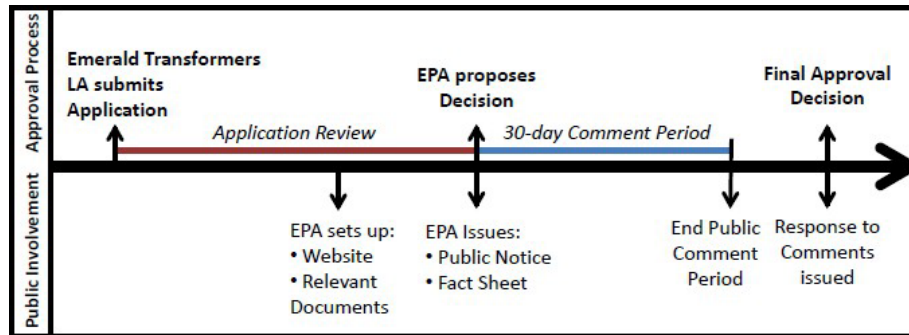 Approval Process
Emerald Transformers
LA submits
Application
EPA proposes
Decision
Final Approval
Decision
Application Review
30-day Comment Period
Public Involvement
EPA sets up:
• Website
• Relevant
Documents
EPA Issues:
• Public Notice
• Fact Sheet
End Public
Comment
Period
Response to
Comments
issued